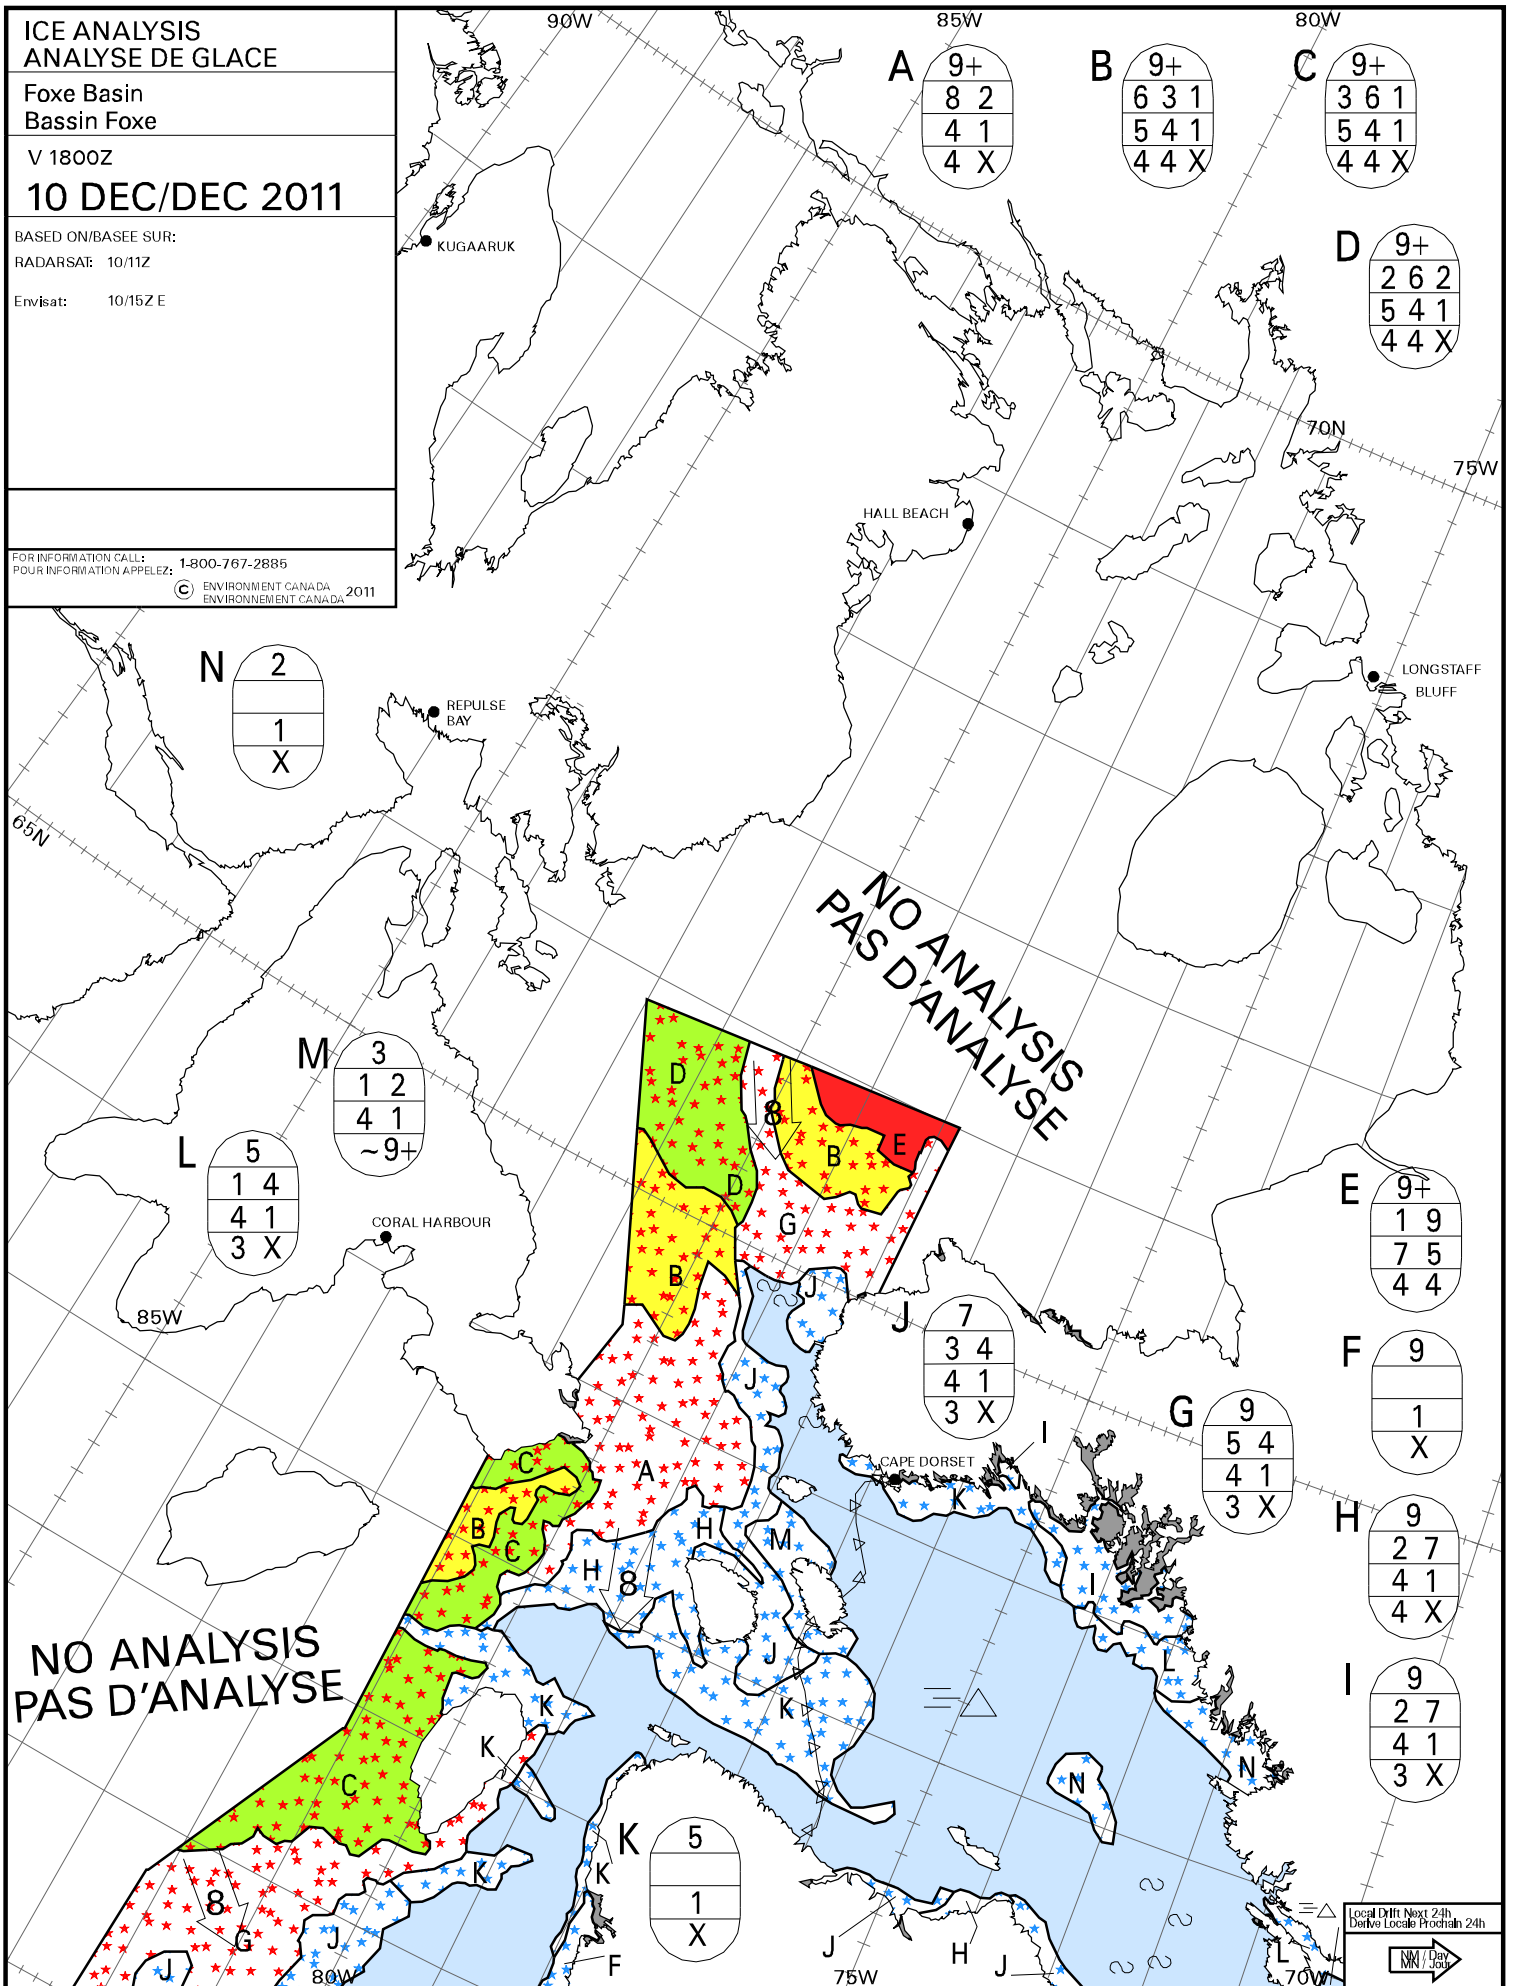 ICE ANALYSIS
ANALYSE DE GLACE
Foxe Basin
Bassin Foxe
V 1800Z
10 DEC/DEC 2011
BASED ON/BASEE SUR:
RADARSAT: 10/11Z
Envisat: 10/15Z E
FOR INFORMATION CALL:
POUR INFORMATION APPELEZ: 1-800-767-2885
© ENVIRONMENT CANADA
ENVIRONNEMENT CANADA 2011
90W
85W
80W
A
9+
8 2
4 1
4 X
B
9+
6 3 1
5 4 1
4 4 X
C
9+
3 6 1
5 4 1
4 4 X
D
9+
2 6 2
5 4 1
4 4 X
KUGAARUK
70N
75W
HALL BEACH
LONGSTAFF
BLUFF
N
2
1
X
REPULSE
BAY
65N
NO ANALYSIS
PAS D'ANALYSE
M
3
1 2
4 1
~9+
L
5
1 4
4 1
3 X
CORAL HARBOUR
85W
D
8
B
E
D
G
B
J
E
9+
1 9
7 5
4 4
J
7
3 4
4 1
3 X
F
9
1
X
G
9
5 4
4 1
3 X
J
I
CAPE DORSET
K
C
A
B
C
H
M
H
8
I
H
9
2 7
4 1
4 X
I
9
2 7
4 1
3 X
NO ANALYSIS
PAS D'ANALYSE
J
L
K
K
K
C
N
N
K
5
1
X
K
K
8
G
J
J
F
J
H
J
L
80W
75W
70W
Local Drift Next 24h
Derive Locale Prochain 24h
NM / Day
MN / Jour